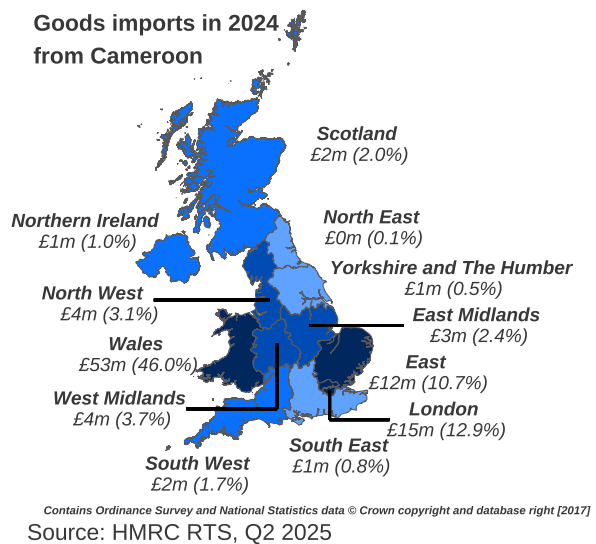 Goods imports in 2024
from Cameroon
Scotland
£2m (2.0%)
Northern Ireland
£1m (1.0%)
North East
£0m (0.1%)
Yorkshire and The Humber
£1m (0.5%)
North West
£4m (3.1%)
East Midlands
£3m (2.4%)
Wales
£53m (46.0%)
East
£12m (10.7%)
West Midlands
£4m (3.7%)
London
£15m (12.9%)
South East
£1m (0.8%)
South West
£2m (1.7%)
Contains Ordinance Survey and National Statistics data © Crown copyright and database right [2017]
Source: HMRC RTS, Q2 2025